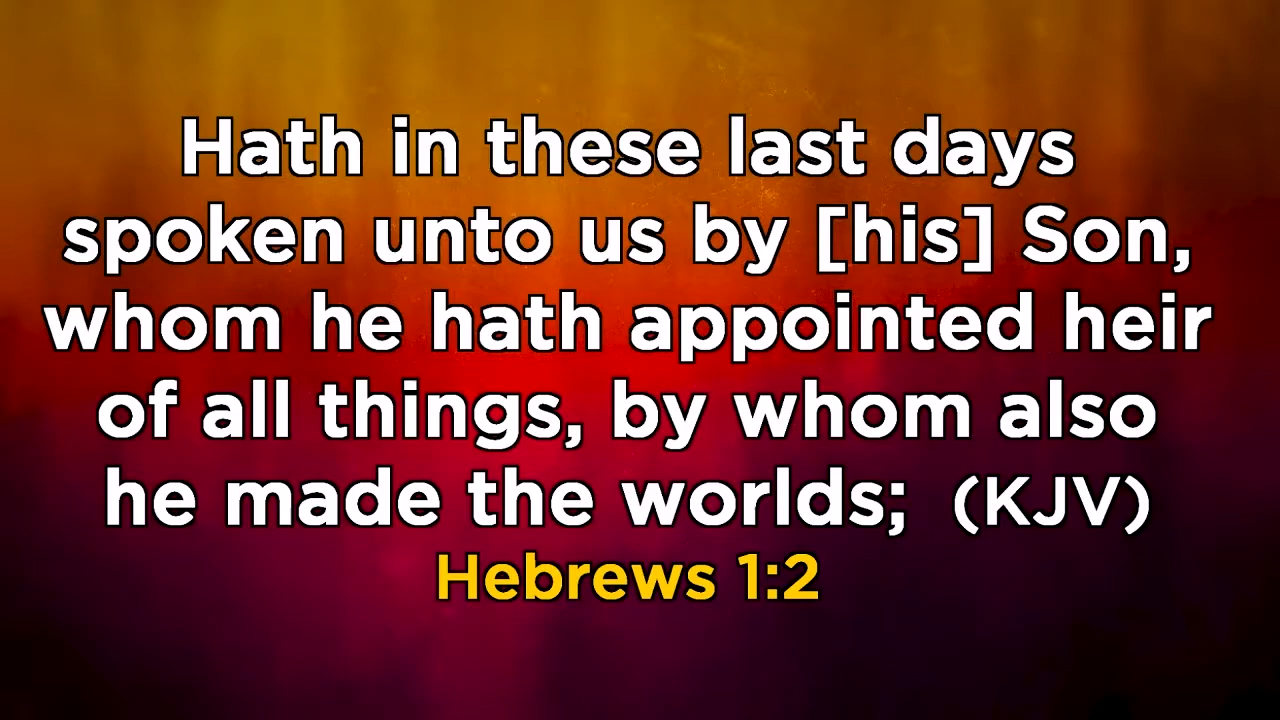 Hath in these last days
spoken unto us by [his] Son,
whom he hath appointed heir
of all things, by whom also
he made the worlds;  (KJV)
Hebrews 1:2